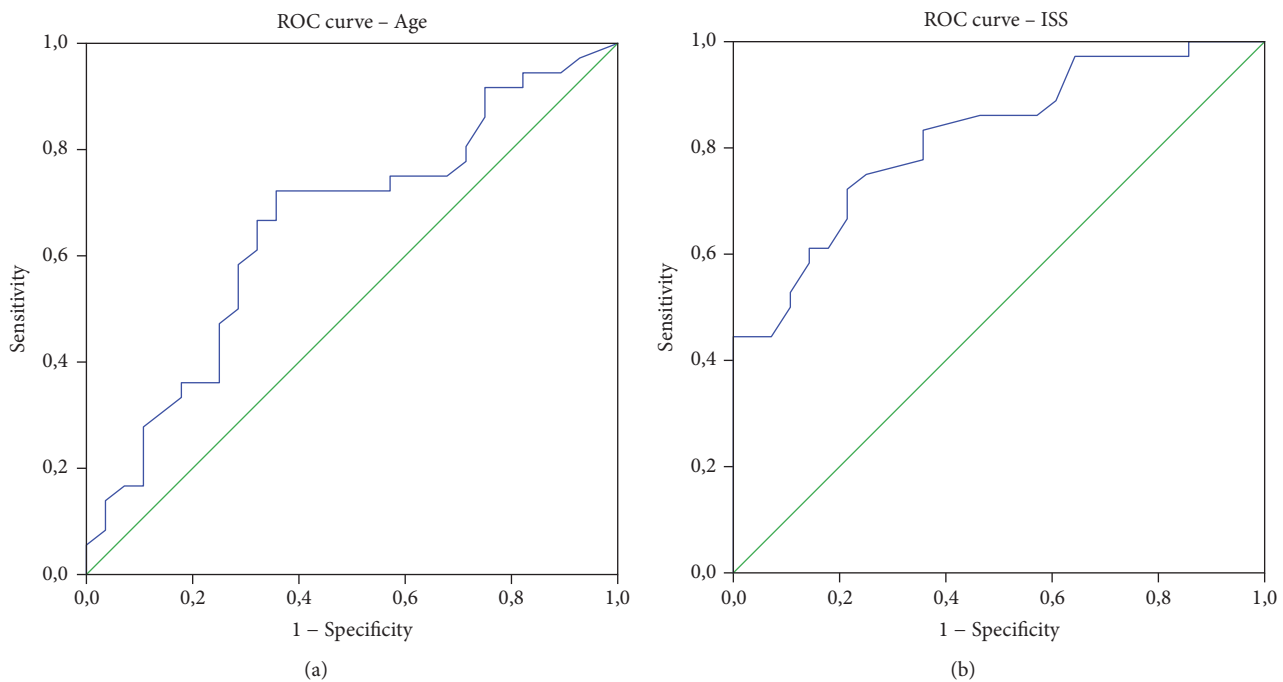 ROC curve – Age
1,0
0,8
0,6
0,4
0,2
0,0
Sensitivity
0,0 0,2 0,4 0,6 0,8 1,0
1 – Specificity
(a)
ROC curve – ISS
1,0
0,8
0,6
0,4
0,2
0,0
Sensitivity
0,0 0,2 0,4 0,6 0,8 1,0
1 – Specificity
(b)